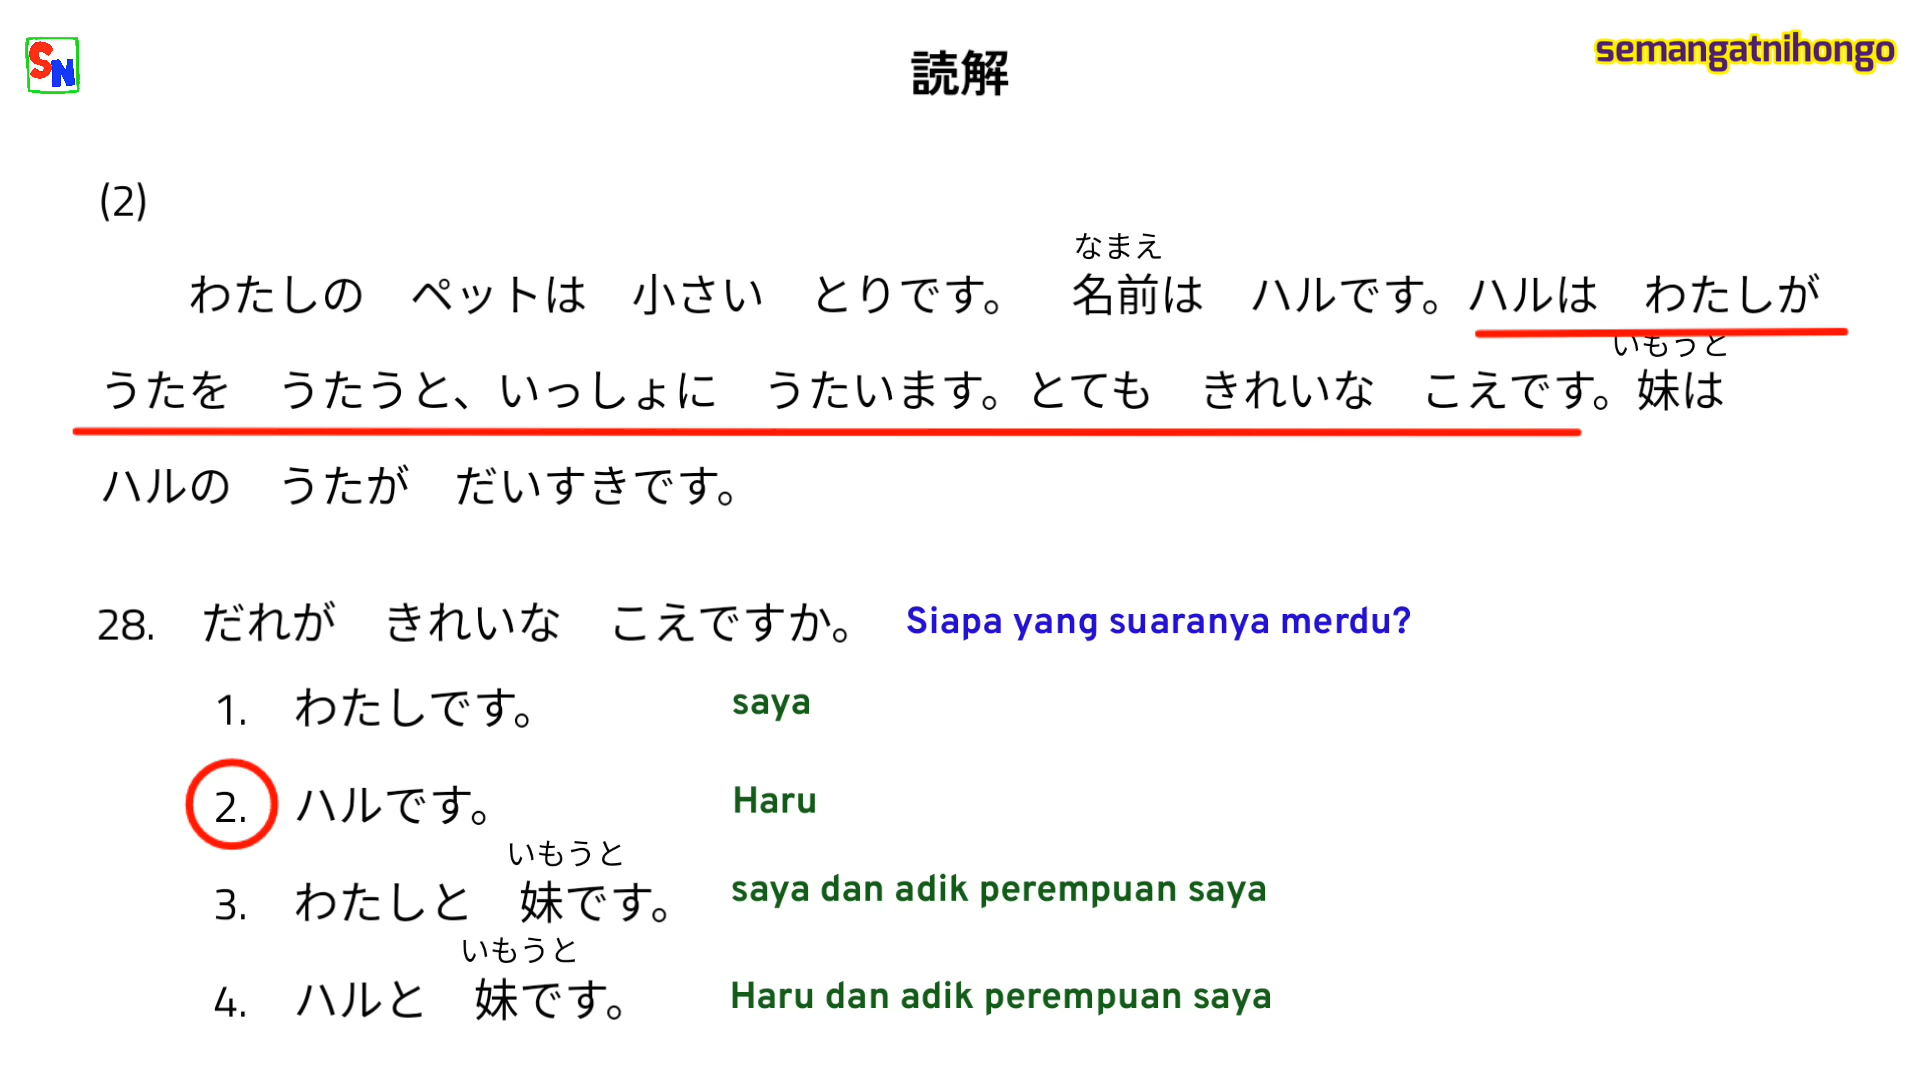 SN
読解
semangatnihongo
(2)
なまえ
わたしの　ペットは　小さい　とりです。　名前は　ハルです。ハルは　わたしが
いもうと
うたを　うたうと、いっしょに　うたいます。とても　きれいな　こえです。妹は
ハルの　うたが　だいすきです。
28.　だれが　きれいな　こえですか。　Siapa yang suaranya merdu?
1.　わたしです。　saya
2.　ハルです。　Haru
いもうと
3.　わたしと　妹です。　saya dan adik perempuan saya
いもうと
4.　ハルと　妹です。　Haru dan adik perempuan saya